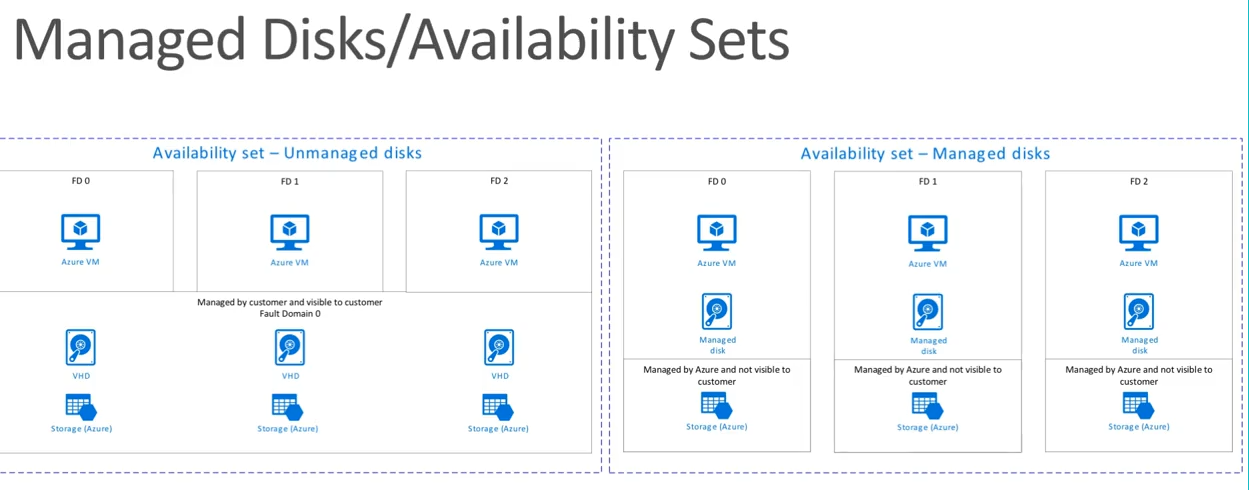 Managed Disks/Availability Sets
Availability set – Unmanaged disks
FD 0
FD 1
FD 2
Azure VM
Azure VM
Azure VM
Managed by customer and visible to customer
Fault Domain 0
VHD
VHD
VHD
Storage (Azure)
Storage (Azure)
Storage (Azure)
Availability set – Managed disks
FD 0
FD 1
FD 2
Azure VM
Azure VM
Azure VM
Managed
disk
Managed
disk
Managed
disk
Managed by Azure and not visible to
customer
Managed by Azure and not visible to
customer
Managed by Azure and not visible to
customer
Storage (Azure)
Storage (Azure)
Storage (Azure)